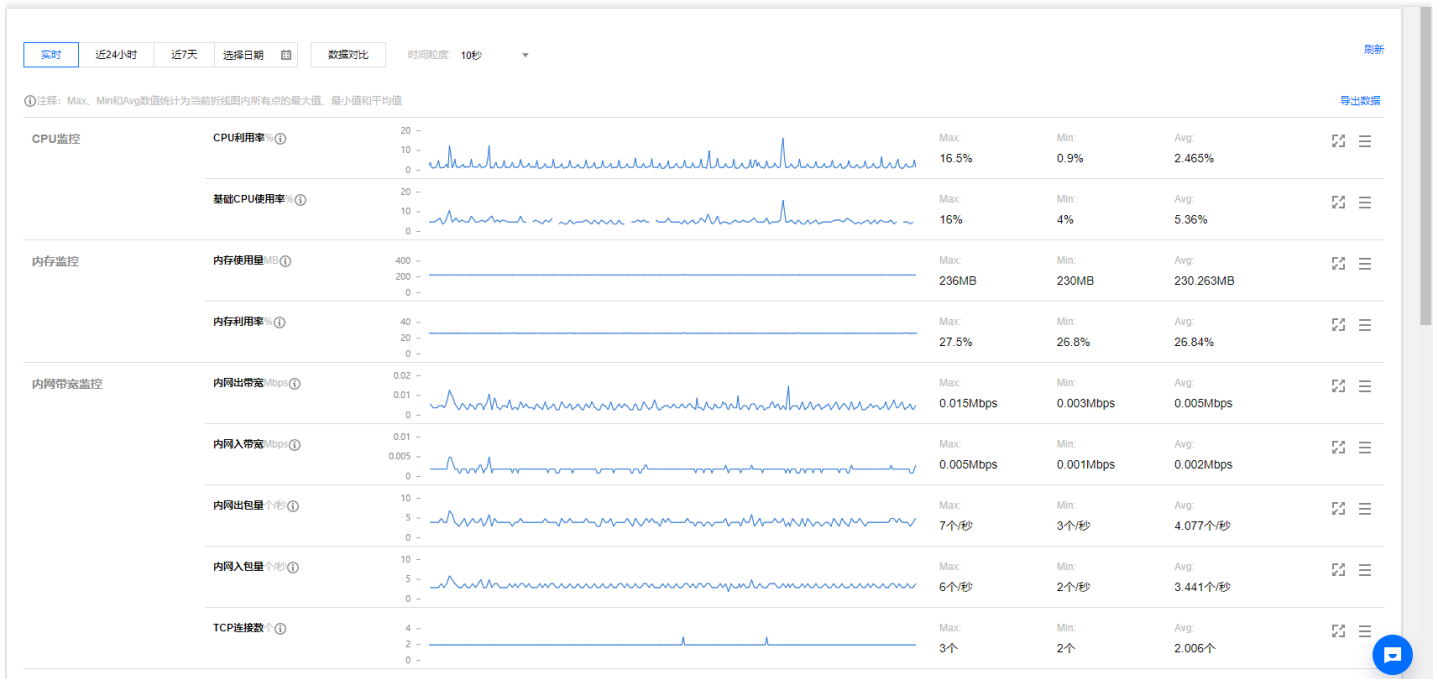 实时 近24小时 近7天 选择日期 数据对比 时间粒度: 10秒 刷新
注释：Max、Min和Avg数值统计为当前折线图内所有点的最大值、最小值和平均值 导出数据
CPU监控 CPU利用率% 20 10 0 Max: 16.5% Min: 0.9% Avg: 2.465%
基础CPU使用率% 20 10 0 Max: 16% Min: 4% Avg: 5.36%
内存监控 内存使用量MB 400 200 0 Max: 236MB Min: 230MB Avg: 230.263MB
内存利用率% 40 20 0 Max: 27.5% Min: 26.8% Avg: 26.84%
内网带宽监控 内网出带宽Mbps 0.02 0.01 0 Max: 0.015Mbps Min: 0.003Mbps Avg: 0.005Mbps
内网入带宽Mbps 0.01 0.005 0 Max: 0.005Mbps Min: 0.001Mbps Avg: 0.002Mbps
内网出包量个/秒 10 5 0 Max: 7个/秒 Min: 3个/秒 Avg: 4.077个/秒
内网入包量个/秒 10 5 0 Max: 6个/秒 Min: 2个/秒 Avg: 3.441个/秒
TCP连接数个 4 2 0 Max: 3个 Min: 2个 Avg: 2.006个